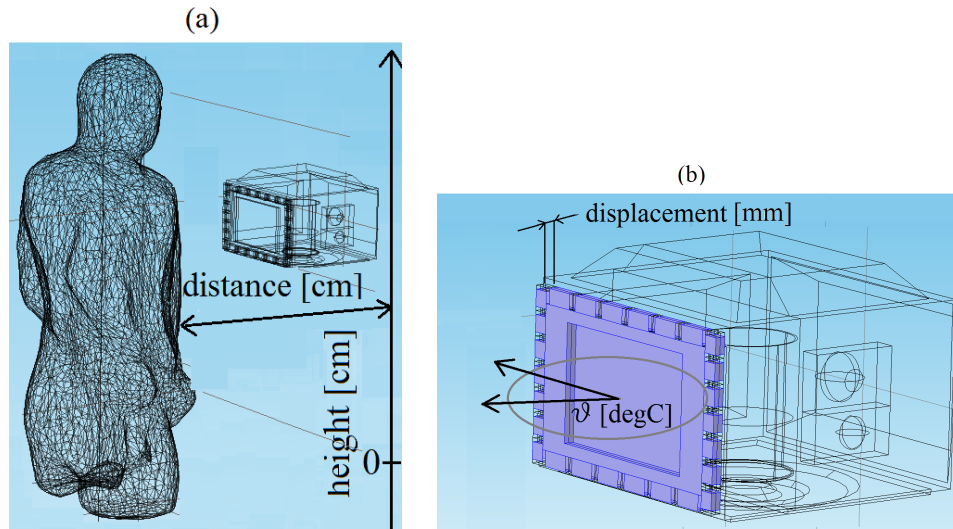 (a)
distance [cm]
height [cm]
0
(b)
displacement [mm]
ϑ [degC]